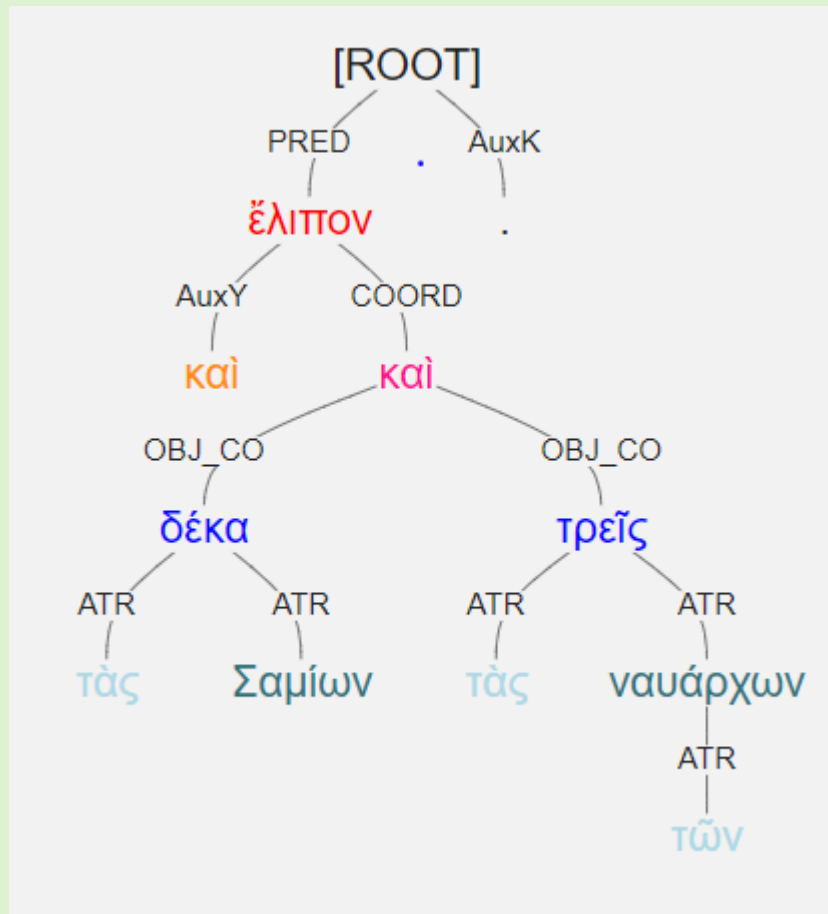 [ROOT]
PRED AuxK
ἔλιπον .
AuxY COORD
καὶ καὶ
OBJ_CO OBJ_CO
δέκα τρεῖς
ATR ATR ATR ATR
τὰς Σαμίων τὰς ναυάρχων
ATR
τῶν